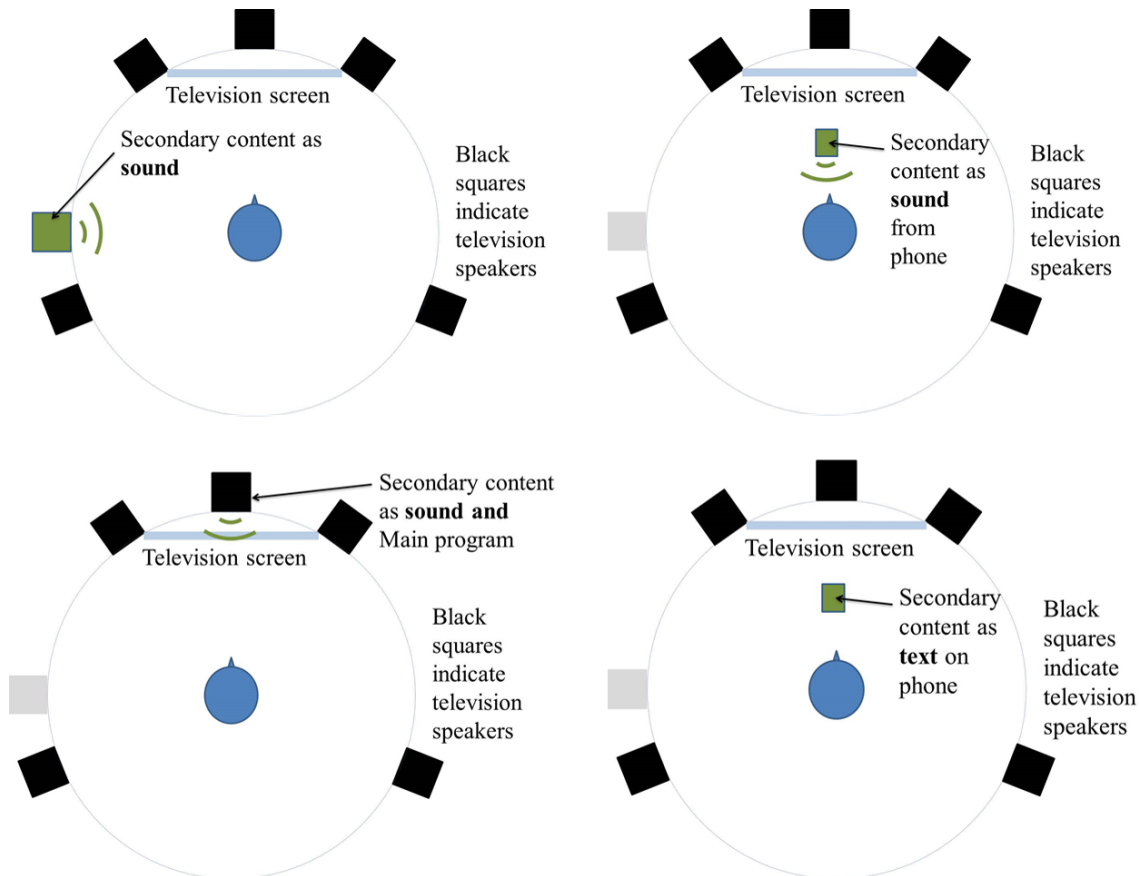 Television screen
Secondary content as
sound
Black
squares
indicate
television
speakers
Television screen
Secondary
content as
sound
from
phone
Black
squares
indicate
television
speakers
Secondary content
as sound and
Main program
Television screen
Black
squares
indicate
television
speakers
Television screen
Secondary
content as
text on
phone
Black
squares
indicate
television
speakers